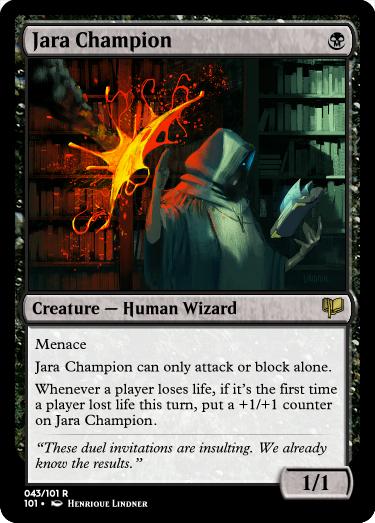 Jara Champion
Creature — Human Wizard
Menace
Jara Champion can only attack or block alone.
Whenever a player loses life, if it's the first time
a player lost life this turn, put a +1/+1 counter
on Jara Champion.
“These duel invitations are insulting. We already
know the results.”
1/1
043/101 R
101 • Henrique Lindner